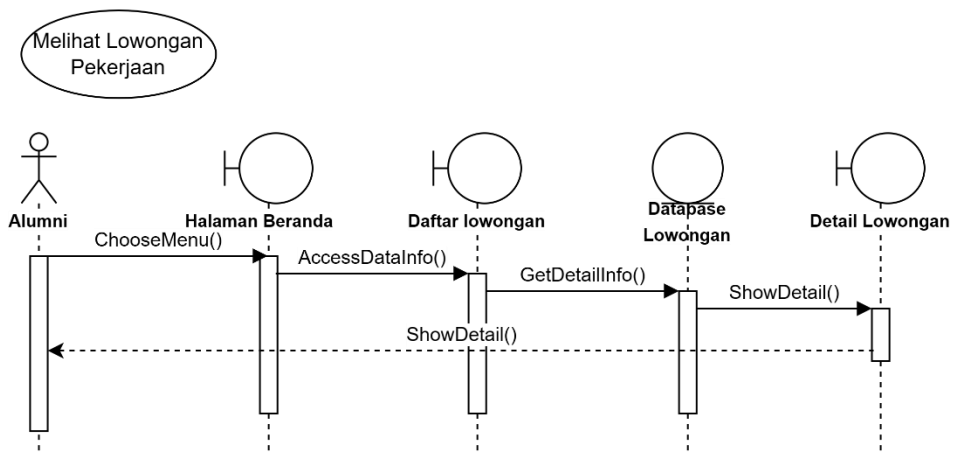 Melihat Lowongan
Pekerjaan
Alumni
Halaman Beranda
Daftar lowongan
Datapase
Lowongan
Detail Lowongan
ChooseMenu()
AccessDataInfo()
GetDetailInfo()
ShowDetail()
ShowDetail()